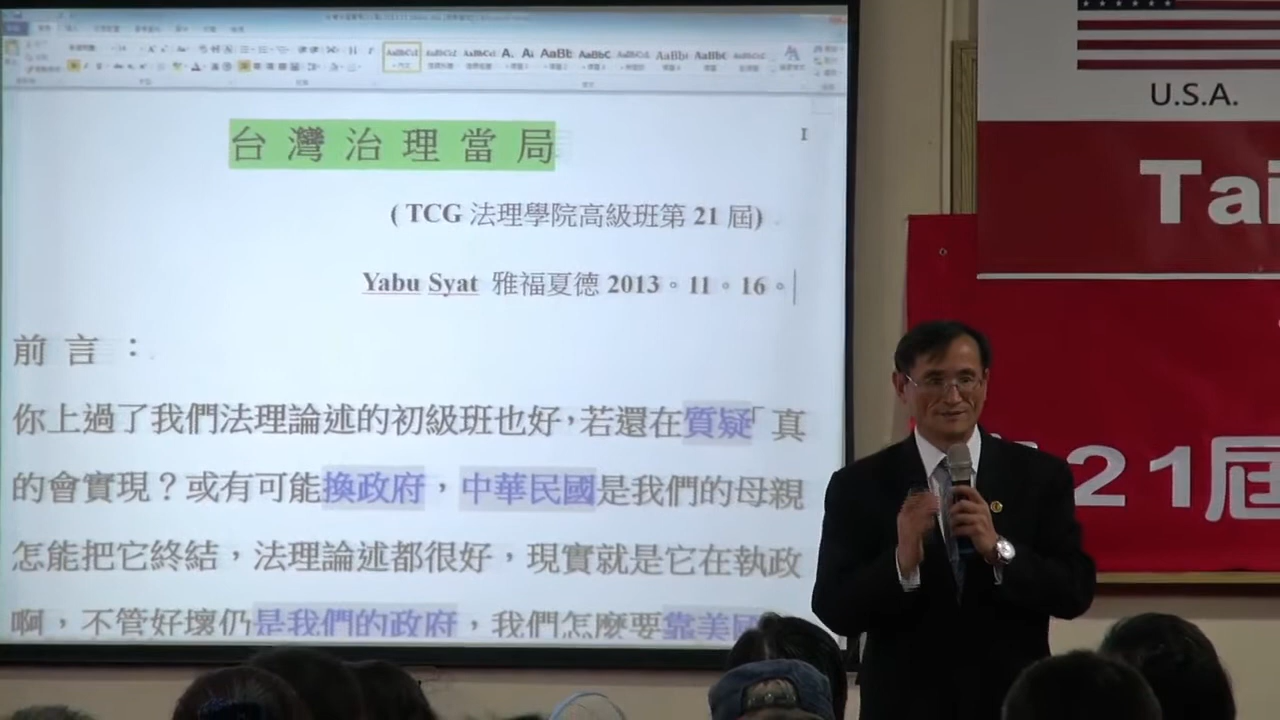 台灣治理當局
( TCG 法理學院高級班第 21 屆)
Yabu Syat 雅福夏德 2013。11。16。
前 言 ：
你上過了我們法理論述的初級班也好，若還在質疑「真
的會實現？或有可能換政府，中華民國是我們的母親
怎能把它終結，法理論述都很好，現實就是它在執政
啊，不管好壞仍是我們的政府，我們怎麼要靠美國
U.S.A.
Tai
21屆